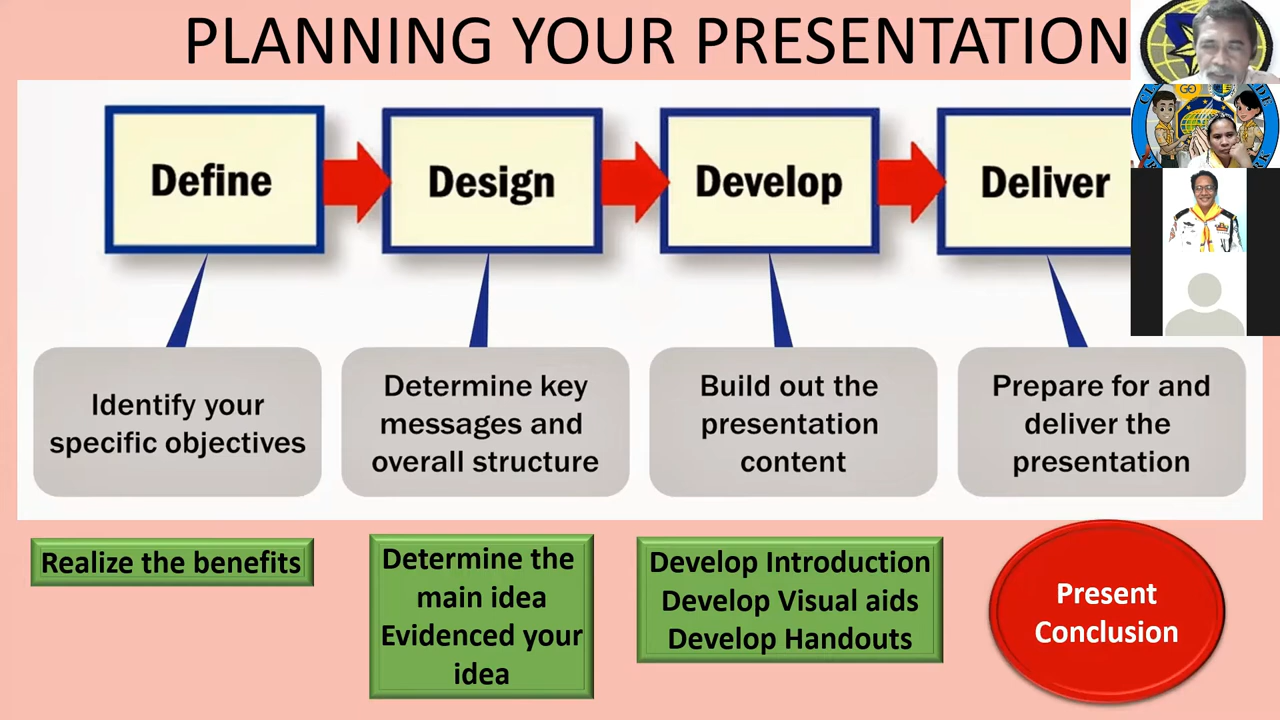 PLANNING YOUR PRESENTATION
Define
Design
Develop
Deliver
Identify your
specific objectives
Determine key
messages and
overall structure
Build out the
presentation
content
Prepare for and
deliver the
presentation
Realize the benefits
Determine the
main idea
Evidenced your
idea
Develop Introduction
Develop Visual aids
Develop Handouts
Present
Conclusion